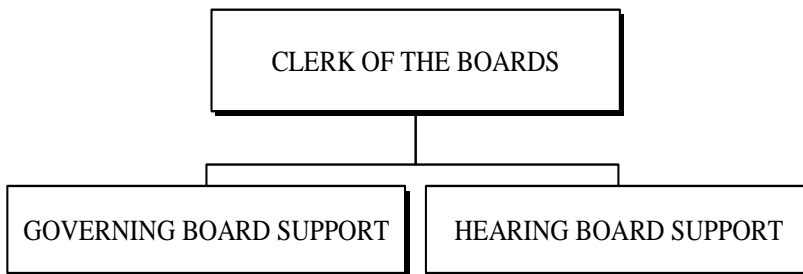 CLERK OF THE BOARDS
GOVERNING BOARD SUPPORT
HEARING BOARD SUPPORT